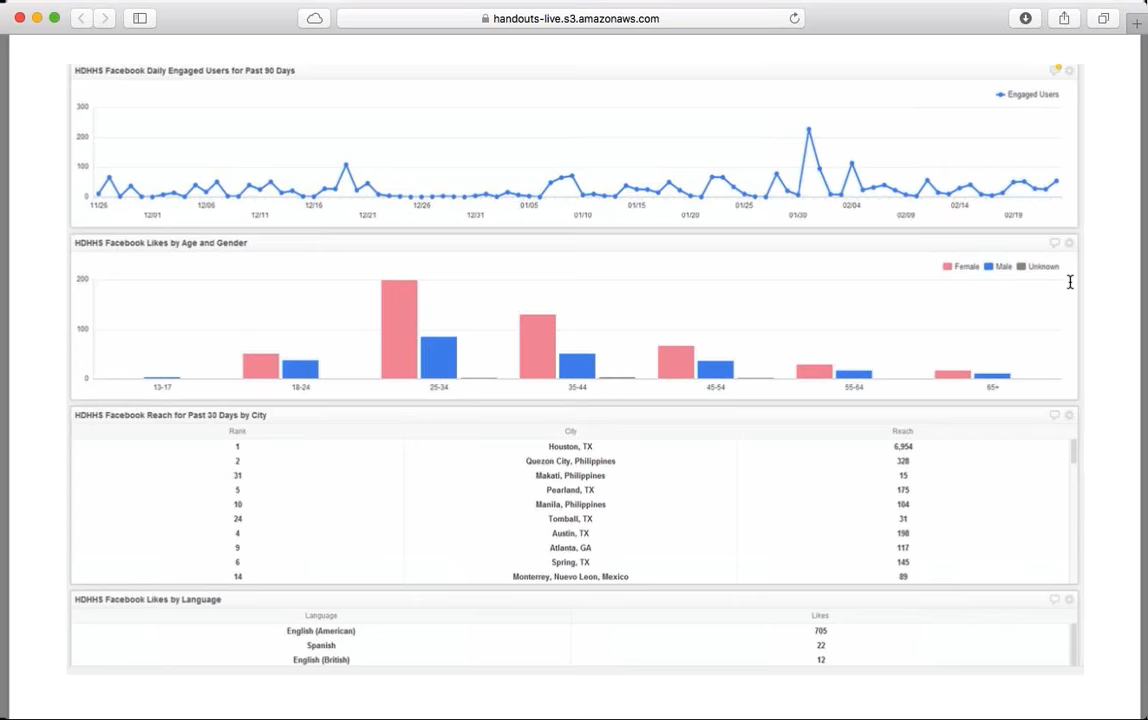 handouts-live.s3.amazonaws.com
HDHHS Facebook Daily Engaged Users for Past 90 Days
Engaged Users
300
200
100
0
11/26 12/06 12/16 12/26 01/05 01/15 01/25 02/04 02/14
12/01 12/11 12/21 12/31 01/10 01/20 01/30 02/09 02/19
HDHHS Facebook Likes by Age and Gender
Female Male Unknown
200
100
0
13-17 18-24 25-34 35-44 45-54 55-64 65+
HDHHS Facebook Reach for Past 30 Days by City
Rank City Reach
1 Houston, TX 6,954
2 Quezon City, Philippines 328
31 Makati, Philippines 15
5 Pearland, TX 175
10 Manila, Philippines 104
24 Tomball, TX 31
4 Austin, TX 198
9 Atlanta, GA 117
6 Spring, TX 145
14 Monterrey, Nuevo Leon, Mexico 89
HDHHS Facebook Likes by Language
Language Likes
English (American) 705
Spanish 22
English (British) 12